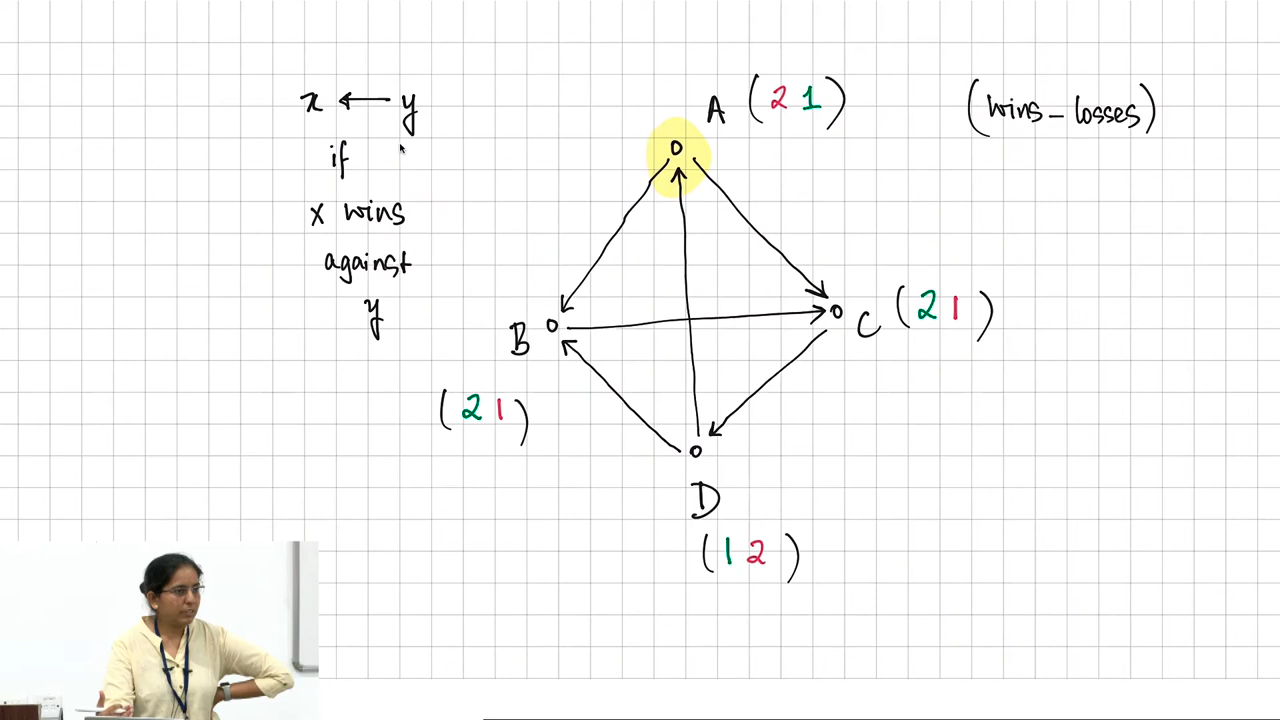 x ← y
if
x wins
against
y
A (2 1)
(wins – losses)
B
(2 1)
C (2 1)
D
(1 2)